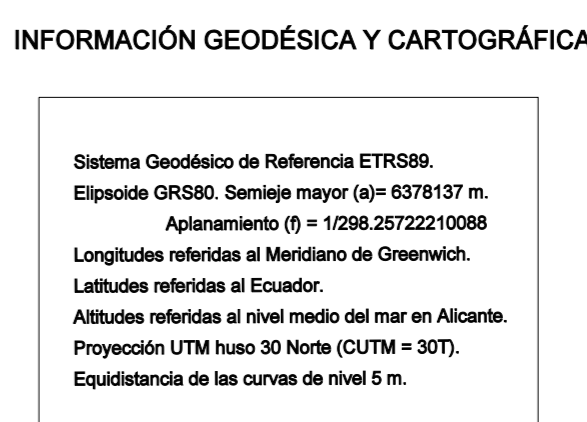 INFORMACIÓN GEODÉSICA Y CARTOGRÁFICA
Sistema Geodésico de Referencia ETRS89.
Elipsoide GRS80. Semieje mayor (a)= 6378137 m.
Aplanamiento (f) = 1/298.25722210088
Longitudes referidas al Meridiano de Greenwich.
Latitudes referidas al Ecuador.
Altitudes referidas al nivel medio del mar en Alicante.
Proyección UTM huso 30 Norte (CUTM = 30T).
Equidistancia de las curvas de nivel 5 m.